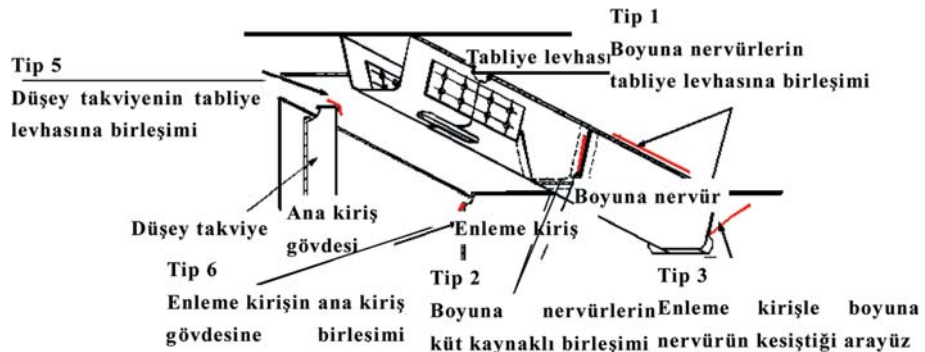 Tip 1
Boyuna nervürlerin
tabliye levhasına birleşimi
Tabliye levhası
Tip 5
Düşey takviyenin tabliye
levhasına birleşimi
Boyuna nervür
Düşey takviye
Ana kiriş
gövdesi
Enleme kiriş
Tip 6
Enleme kirişin ana kiriş
gövdesine birleşimi
Tip 2
Boyuna nervürlerin
küt kaynaklı birleşimi
Tip 3
Enleme kirişle boyuna
nervürün kesiştiği arayüz